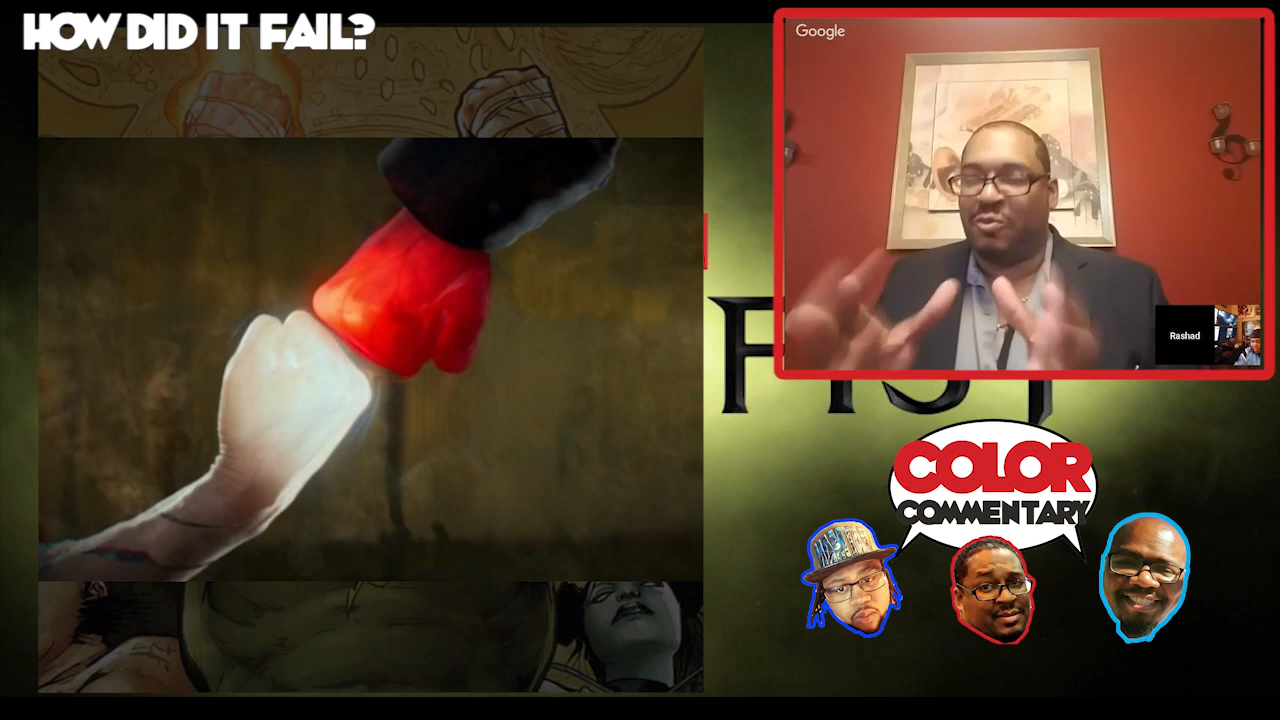 HOW DID IT FAIL?
Google
Rashad
FIST
COLOR
COMMENTARY